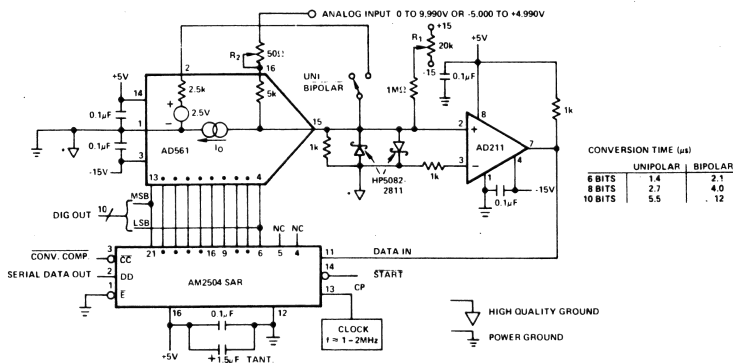 ANALOG INPUT 0 TO 9.990V OR -5.000 TO +4.990V
+15
R1
20k
-15
+5V
R2
50Ω
2
16
UNI
BIPOLAR
0.1µF
8
+5V
2.5k
5k
1MΩ
1k
14
0.1µF
2.5V
1
15
2
7
0.1µF
IO
AD561
1k
AD211
3
3
-15V
HP5082-
2811
1k
1
4
-15V
0.1µF
13
4
CONVERSION TIME (µs)
UNIPOLAR BIPOLAR
6 BITS 1.4 2.1
8 BITS 2.7 4.0
10 BITS 5.5 12
MSB
DIG OUT 10
LSB
NC NC
21 16 9 6 5 4
11 DATA IN
CONV. COMP. 3 CC
14 START
SERIAL DATA OUT 2 DD
AM2504 SAR
13 CP
1 E
16
12
0.1µF
+5V
+1.5µF TANT.
CLOCK
f ≈ 1 - 2MHz
HIGH QUALITY GROUND
POWER GROUND